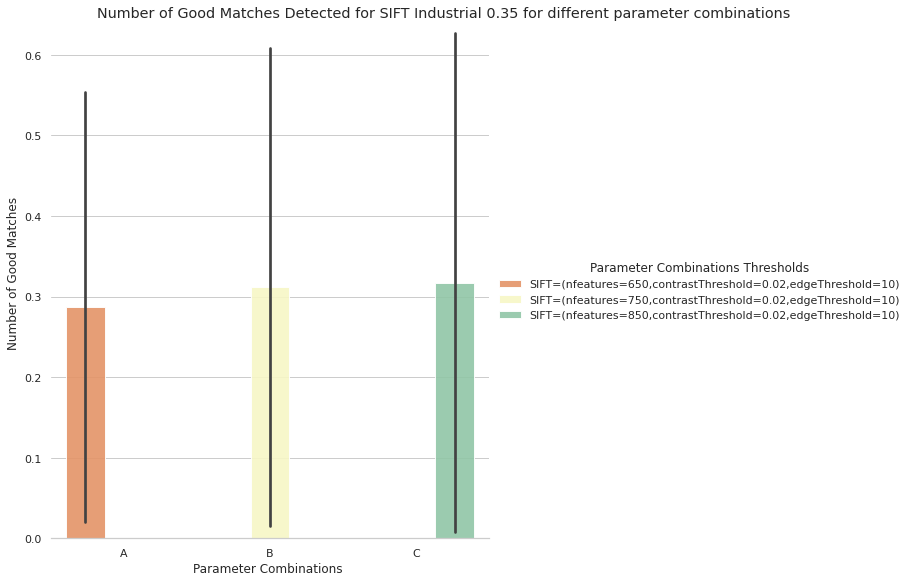 Number of Good Matches Detected for SIFT Industrial 0.35 for different parameter combinations
0.6
0.5
0.4
0.3
0.2
0.1
0.0
Number of Good Matches
A B C
Parameter Combinations
Parameter Combinations Thresholds
SIFT=(nfeatures=650,contrastThreshold=0.02,edgeThreshold=10)
SIFT=(nfeatures=750,contrastThreshold=0.02,edgeThreshold=10)
SIFT=(nfeatures=850,contrastThreshold=0.02,edgeThreshold=10)